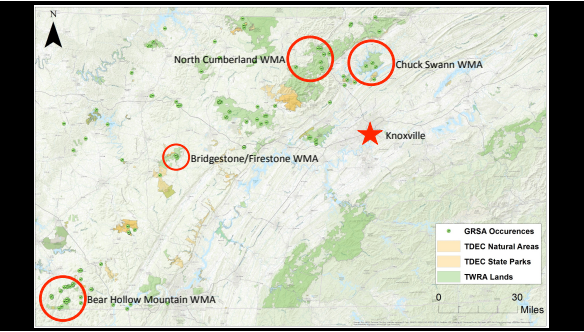 N
North Cumberland WMA
Chuck Swann WMA
Knoxville
Bridgestone/Firestone WMA
GRSA Occurences
TDEC Natural Areas
TDEC State Parks
TWRA Lands
Bear Hollow Mountain WMA
0 30
Miles